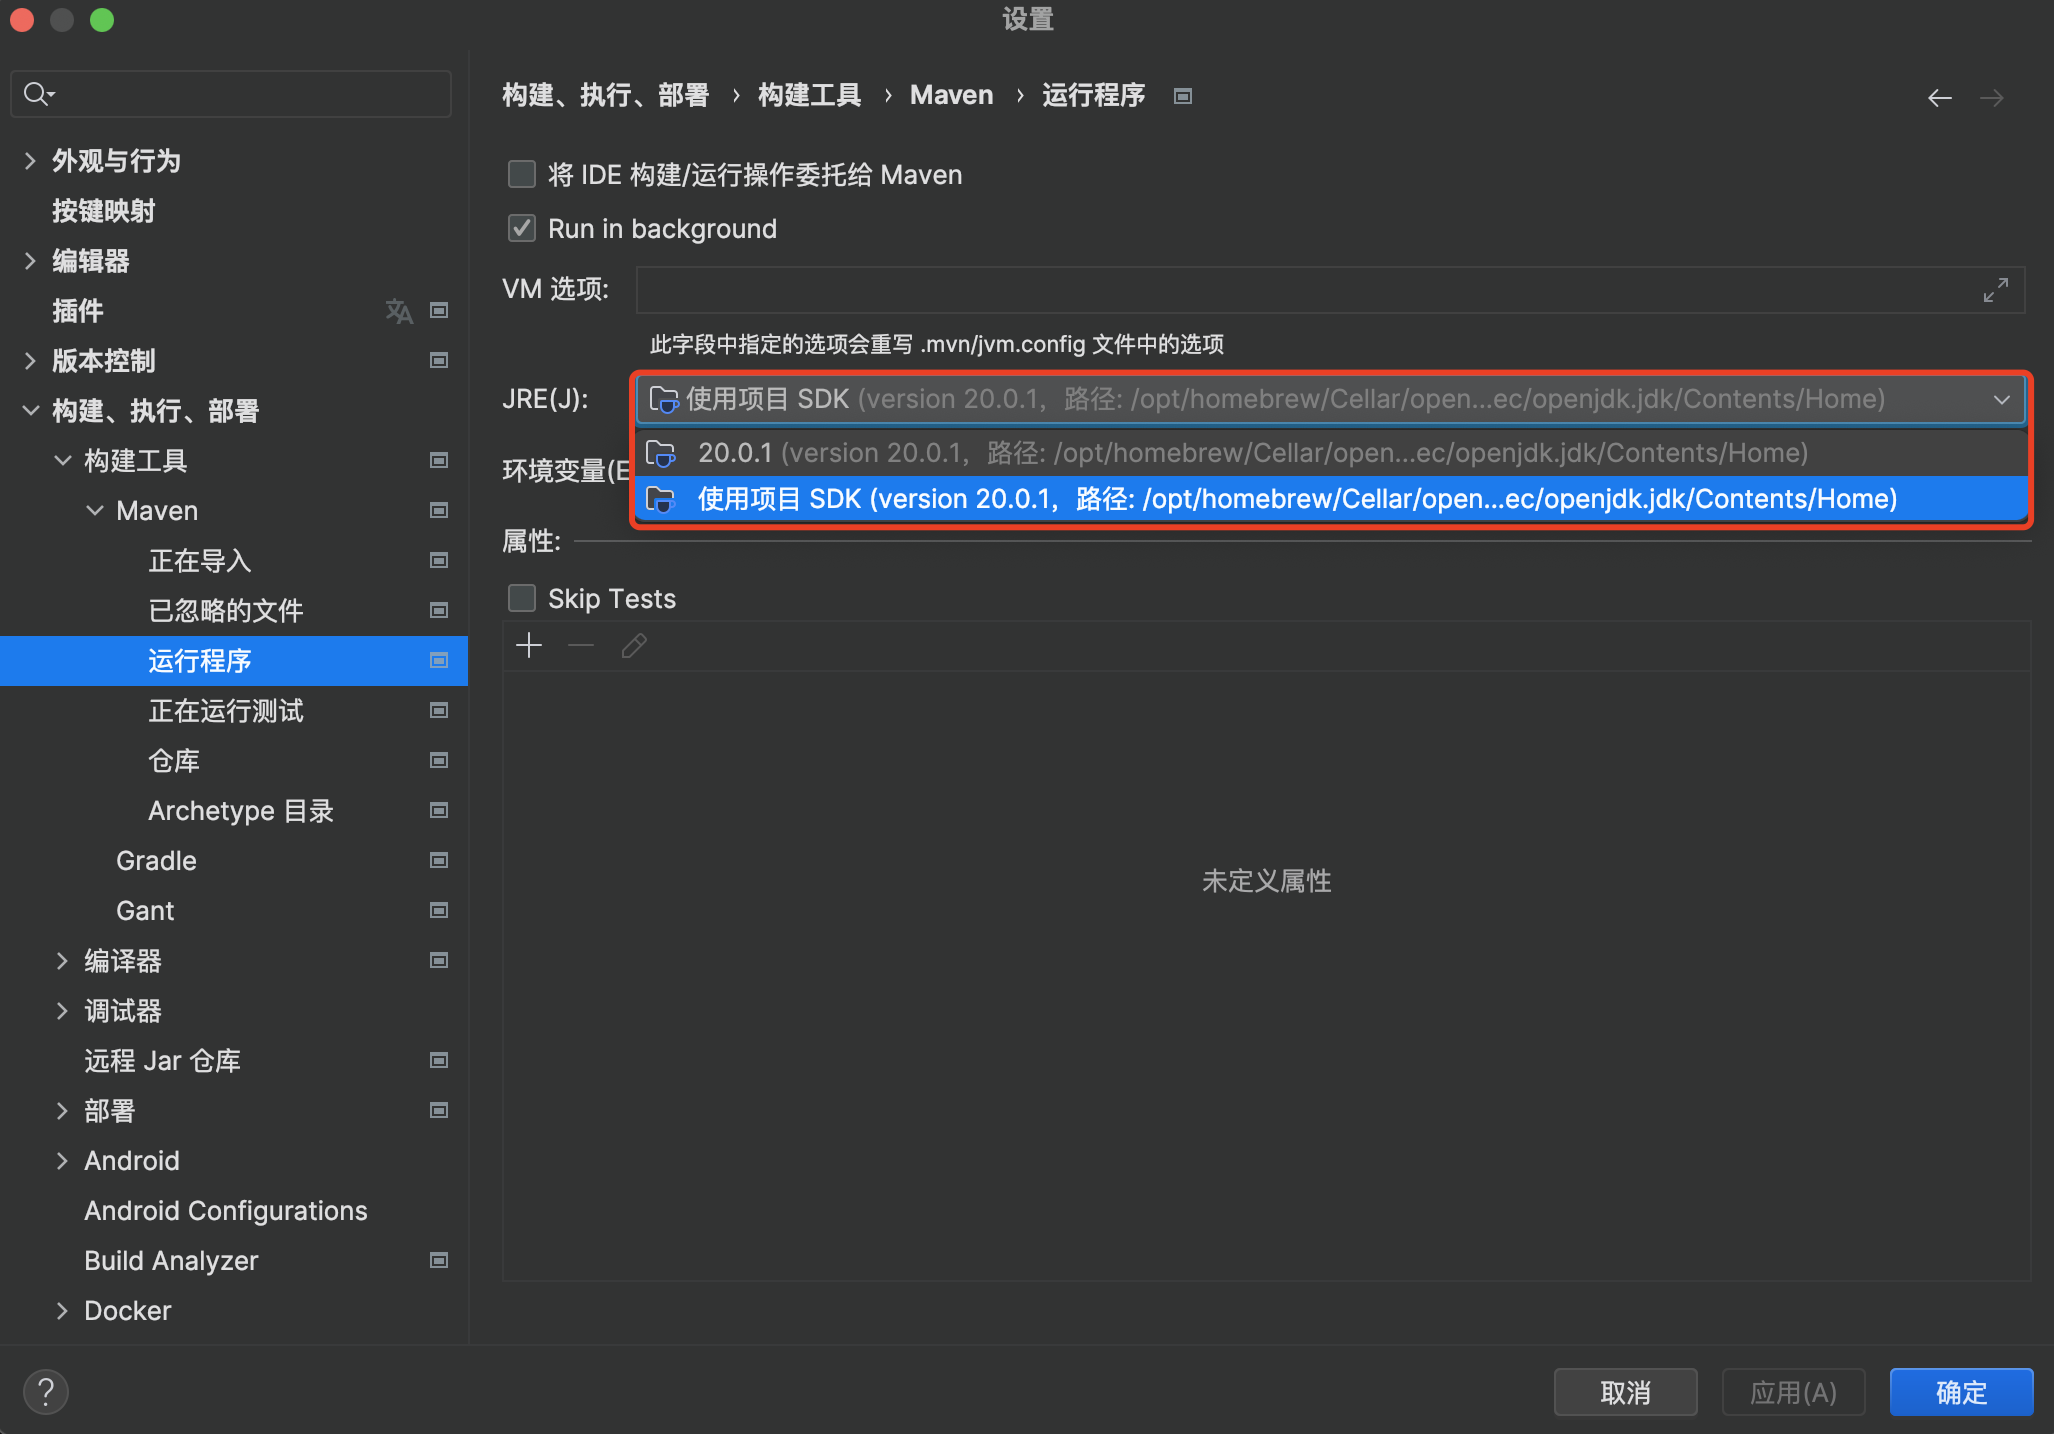 设置
构建、执行、部署 › 构建工具 › Maven › 运行程序
外观与行为
按键映射
编辑器
插件
版本控制
构建、执行、部署
构建工具
Maven
正在导入
已忽略的文件
运行程序
正在运行测试
仓库
Archetype 目录
Gradle
Gant
编译器
调试器
远程 Jar 仓库
部署
Android
Android Configurations
Build Analyzer
Docker
将 IDE 构建/运行操作委托给 Maven
Run in background
VM 选项:
此字段中指定的选项会重写 .mvn/jvm.config 文件中的选项
JRE(J): 使用项目 SDK (version 20.0.1, 路径: /opt/homebrew/Cellar/open...ec/openjdk.jdk/Contents/Home)
20.0.1 (version 20.0.1, 路径: /opt/homebrew/Cellar/open...ec/openjdk.jdk/Contents/Home)
环境变量(E
使用项目 SDK (version 20.0.1, 路径: /opt/homebrew/Cellar/open...ec/openjdk.jdk/Contents/Home)
属性:
Skip Tests
未定义属性
?
取消
应用(A)
确定